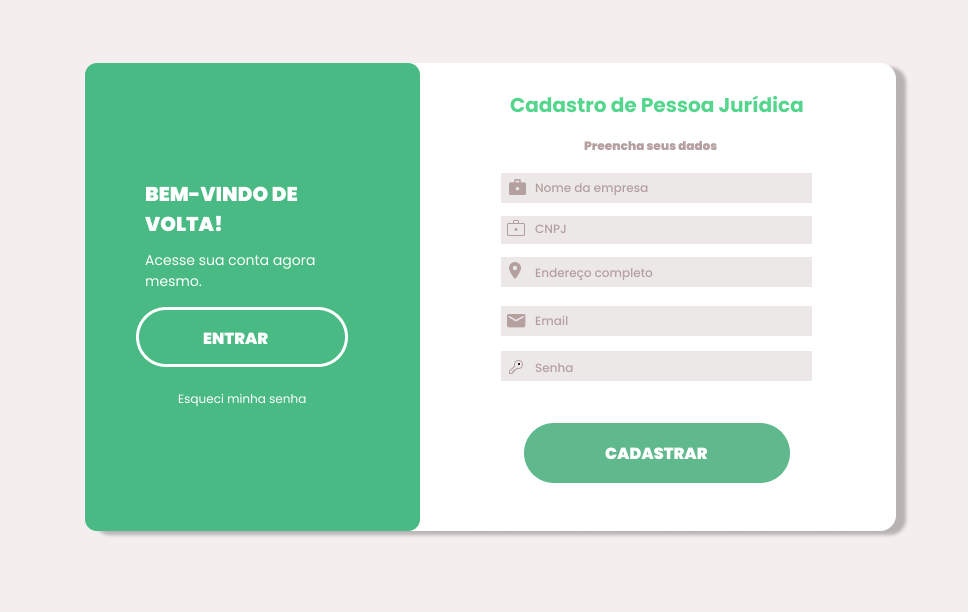 BEM-VINDO DE
VOLTA!
Acesse sua conta agora
mesmo.
ENTRAR
Esqueci minha senha
Cadastro de Pessoa Jurídica
Preencha seus dados
Nome da empresa
CNPJ
Endereço completo
Email
Senha
CADASTRAR